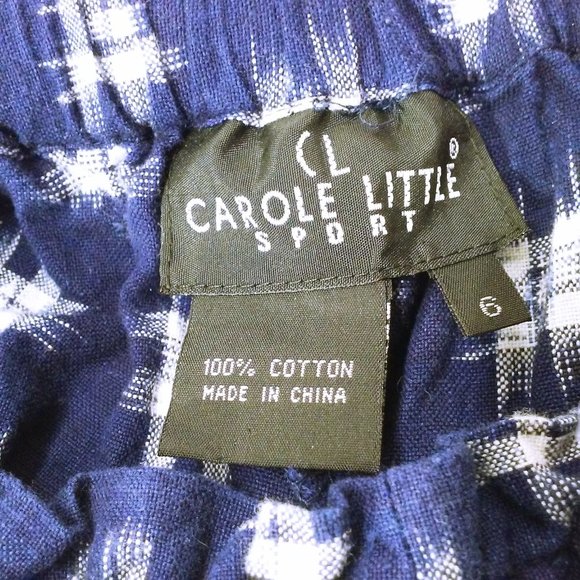 CL
CAROLE LITTLE®
SPORT
6
100% COTTON
MADE IN CHINA